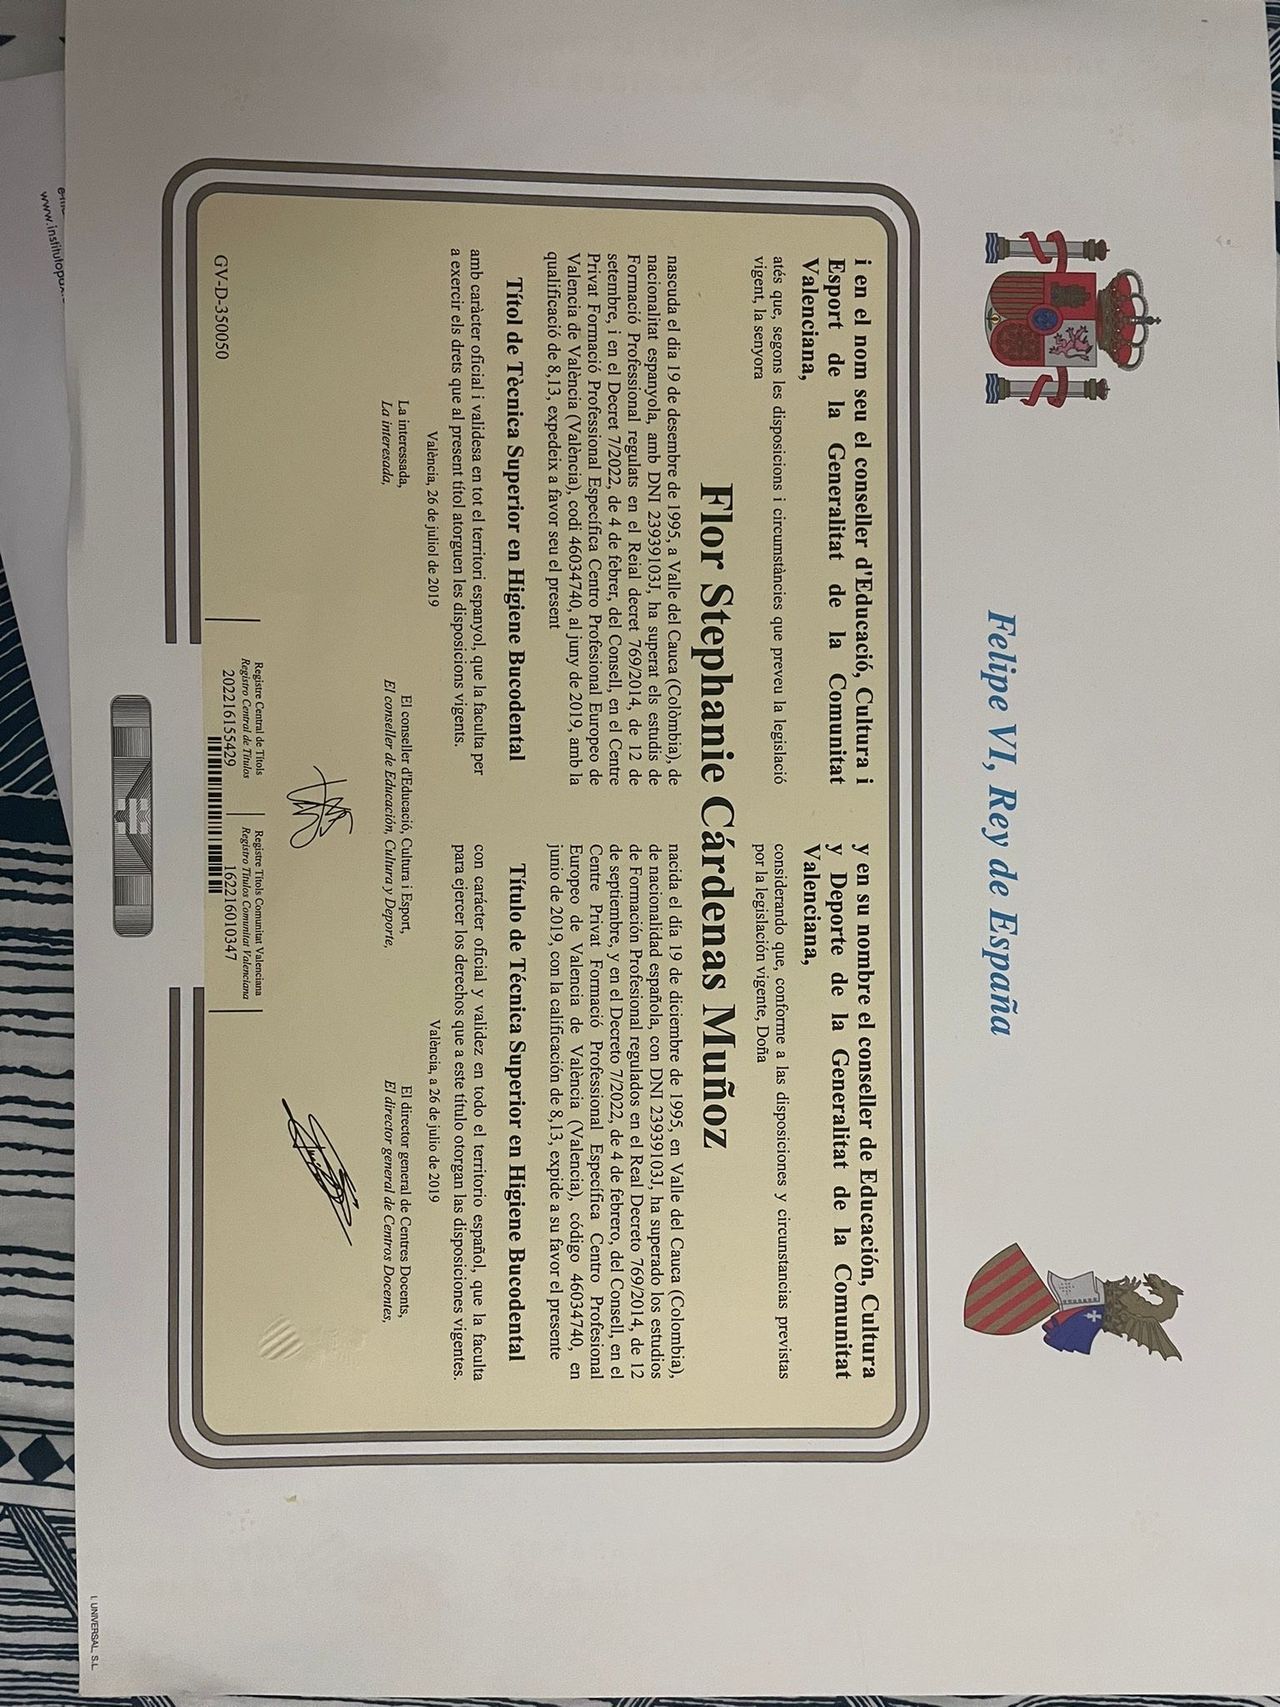 Felipe VI, Rey de España
i en el nom seu el conseller d'Educació, Cultura i
Esport de la Generalitat de la Comunitat
Valenciana,
atés que, segons les disposicions i circumstàncies que preveu la legislació
vigent, la senyora
y en su nombre el conseller de Educación, Cultura
y Deporte de la Generalitat de la Comunitat
Valenciana,
considerando que, conforme a las disposiciones y circunstancias previstas
por la legislación vigente, Doña
Flor Stephanie Cárdenas Muñoz
nascuda el dia 19 de desembre de 1995, a Valle del Cauca (Colòmbia), de
nacionalitat espanyola, amb DNI 23939103J, ha superat els estudis de
Formació Professional regulats en el Reial decret 769/2014, de 12 de
setembre, i en el Decret 7/2022, de 4 de febrer, del Consell, en el Centre
Privat Formació Professional Específica Centro Profesional Europeo de
Valencia de València (València), codi 46034740, al juny de 2019, amb la
qualificació de 8,13, expedeix a favor seu el present
nacida el día 19 de diciembre de 1995, en Valle del Cauca (Colombia),
de nacionalidad española, con DNI 23939103J, ha superado los estudios
de Formación Profesional regulados en el Real Decreto 769/2014, de 12
de septiembre, y en el Decreto 7/2022, de 4 de febrero, del Consell, en el
Centre Privat Formació Professional Específica Centro Profesional
Europeo de Valencia de València (Valencia), código 46034740, en
junio de 2019, con la calificación de 8,13, expide a su favor el presente
Títol de Tècnica Superior en Higiene Bucodental
Título de Técnica Superior en Higiene Bucodental
amb caràcter oficial i validesa en tot el territori espanyol, que la faculta per
a exercir els drets que al present títol atorguen les disposicions vigents.
con carácter oficial y validez en todo el territorio español, que la faculta
para ejercer los derechos que a este título otorgan las disposiciones vigentes.
València, 26 de juliol de 2019
València, a 26 de julio de 2019
La interessada,
La interesada,
El conseller d'Educació, Cultura i Esport,
El conseller de Educación, Cultura y Deporte,
El director general de Centres Docents,
El director general de Centros Docentes,
GV-D-350050
Registre Central de Títols
Registro Central de Títulos
202216155429
Registre Títols Comunitat Valenciana
Registro Títulos Comunitat Valenciana
162216010347
I. UNIVERSAL, S.L.